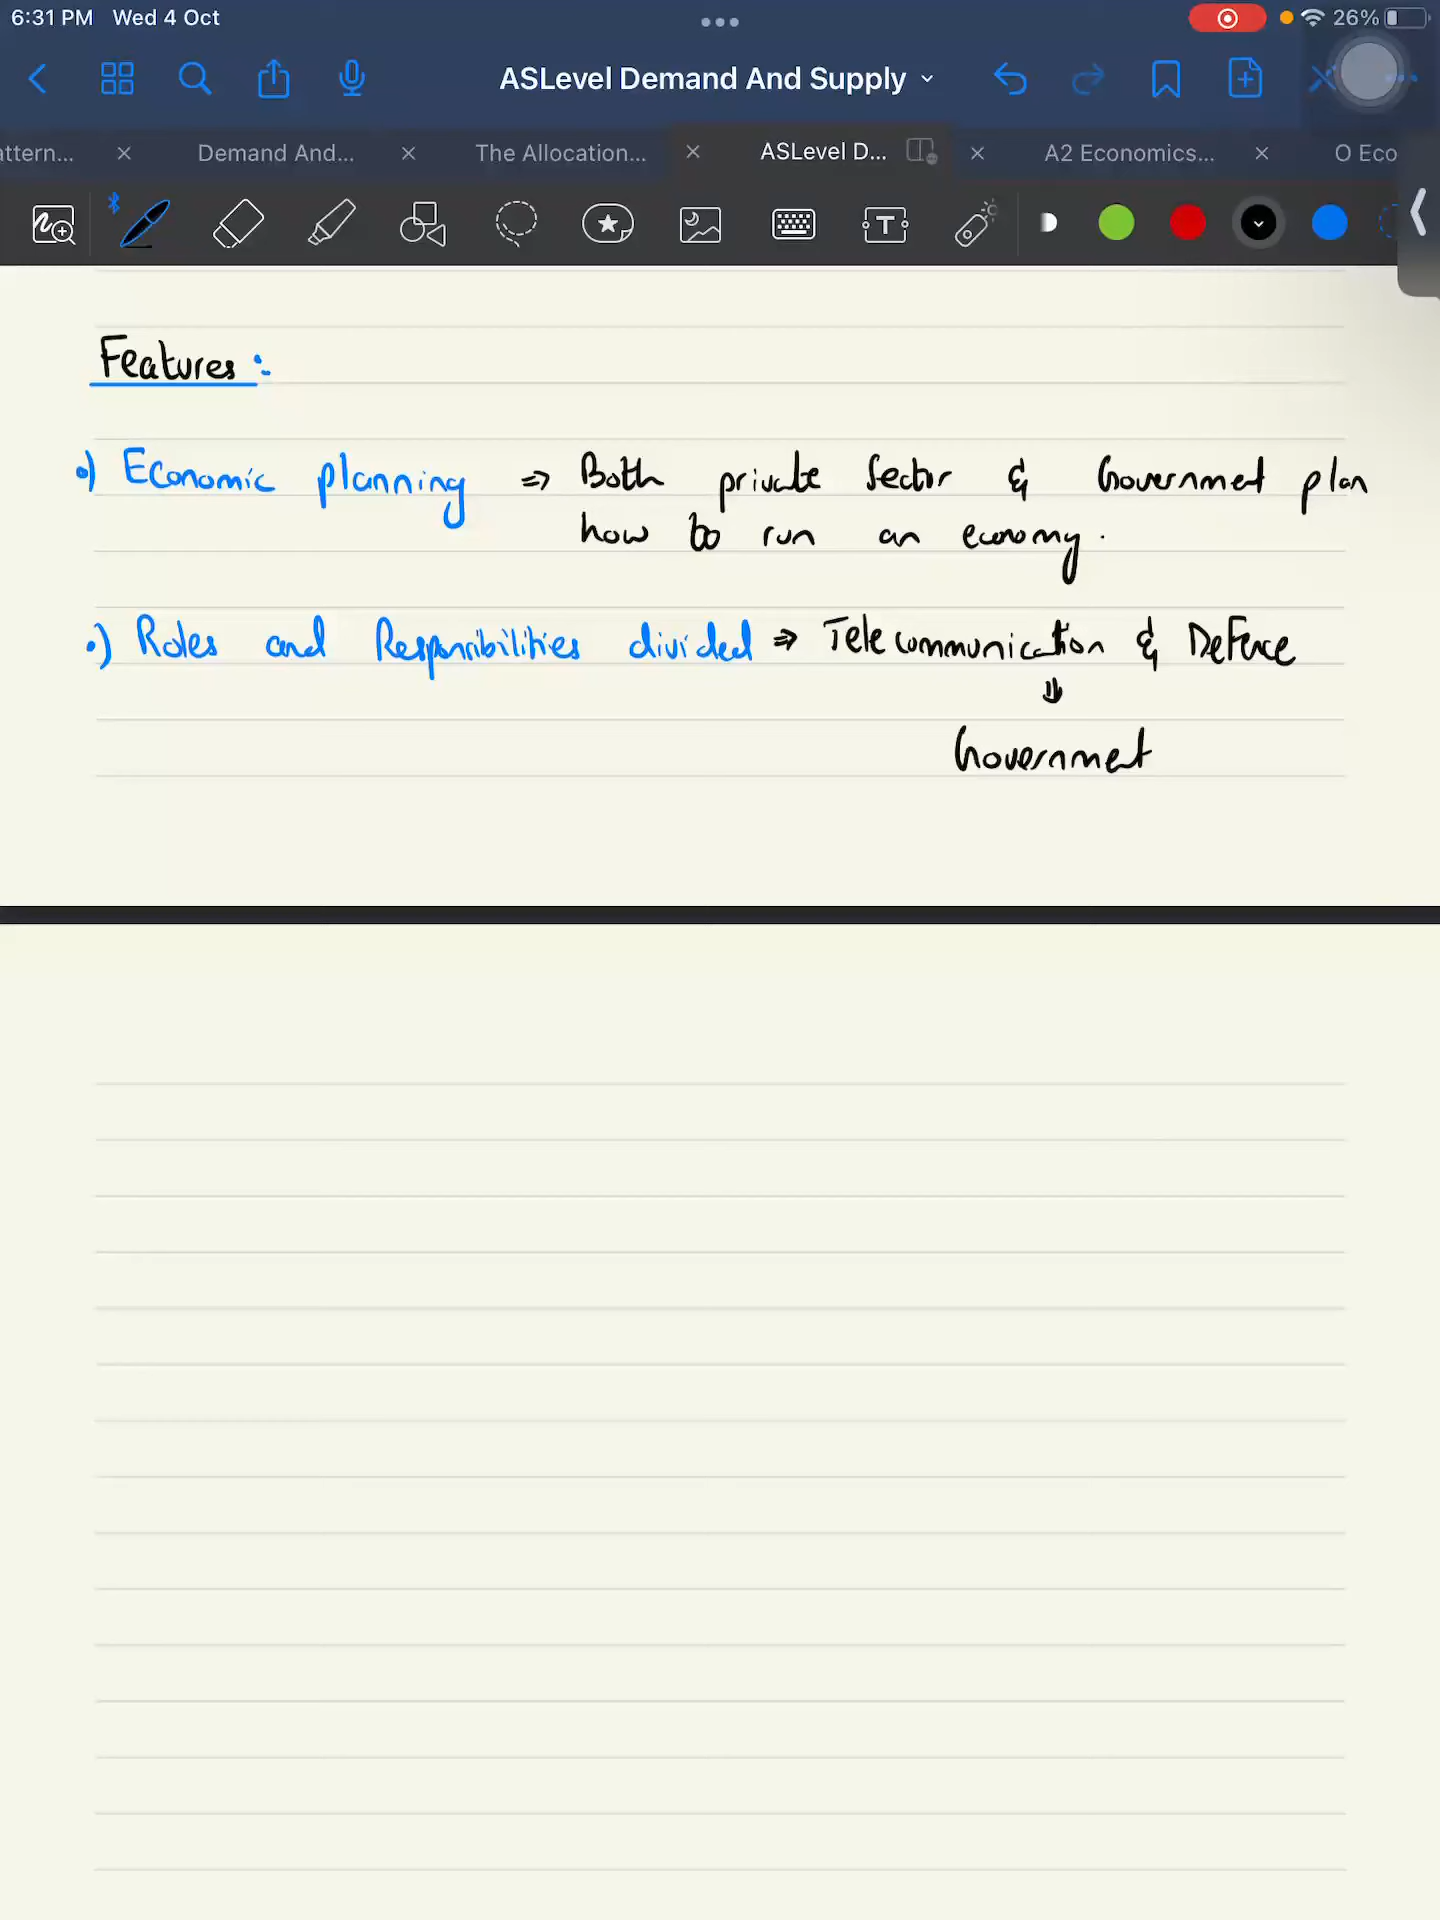 6:31 PM Wed 4 Oct
26%
ASLevel Demand And Supply
attern...
Demand And...
The Allocation...
ASLevel D...
A2 Economics...
O Eco
T
Features :-
•) Economic planning ⇒ Both private Sector & Government plan
how to run an economy.
•) Roles and Responsibilities divided ⇒ Telecommunication & Defence
⇓
Government